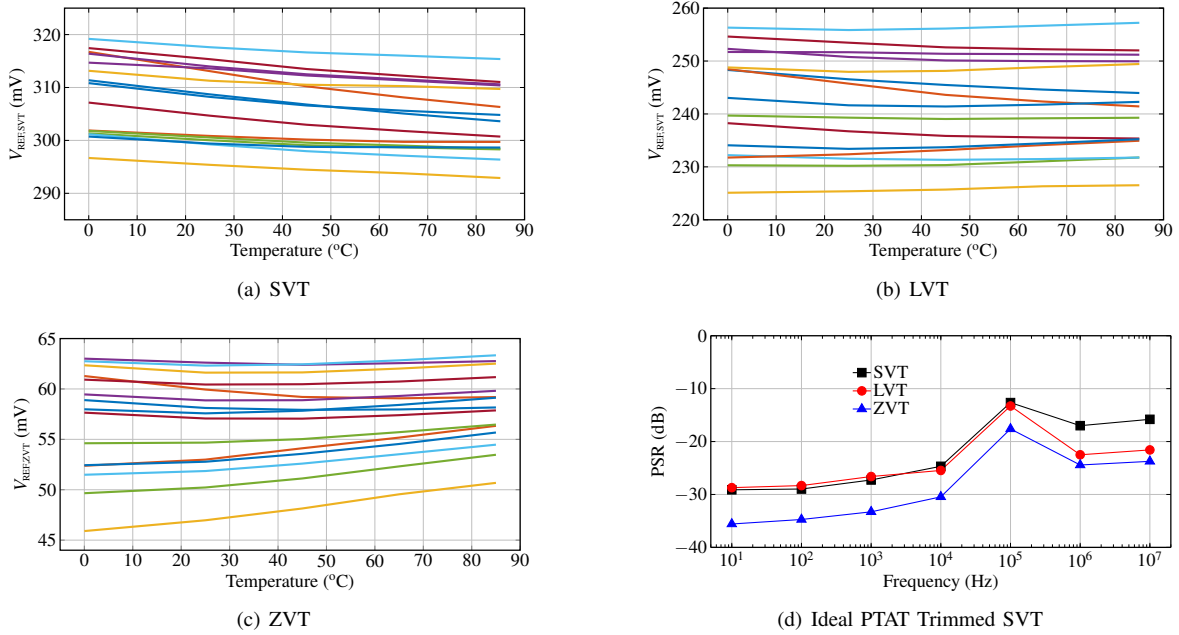 320
310
300
290
V_REF,SVT (mV)
0 10 20 30 40 50 60 70 80 90
Temperature (°C)
(a) SVT
260
250
240
230
220
V_REF,SVT (mV)
0 10 20 30 40 50 60 70 80 90
Temperature (°C)
(b) LVT
65
60
55
50
45
V_REF,ZVT (mV)
0 10 20 30 40 50 60 70 80 90
Temperature (°C)
(c) ZVT
0
−10
−20
−30
−40
PSR (dB)
SVT
LVT
ZVT
10^1 10^2 10^3 10^4 10^5 10^6 10^7
Frequency (Hz)
(d) Ideal PTAT Trimmed SVT